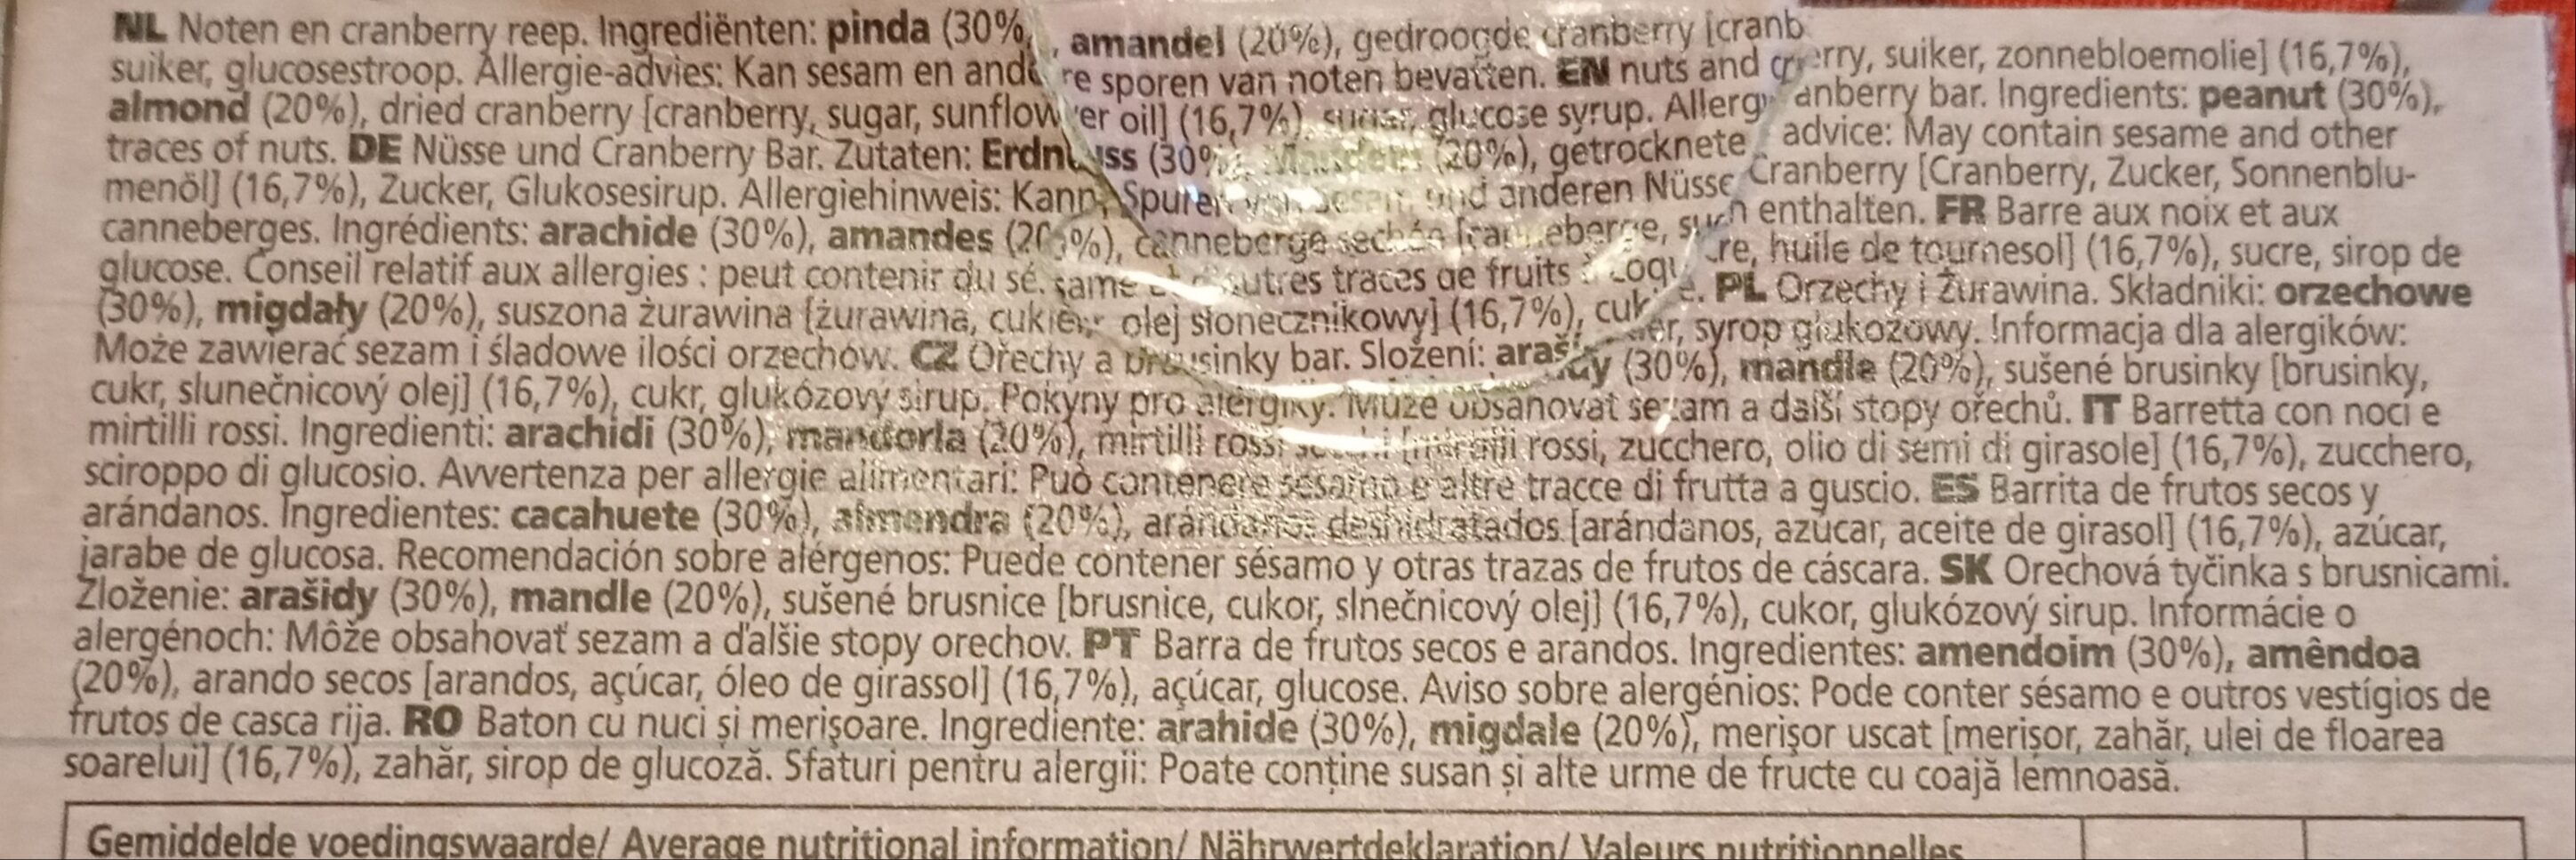 NL Noten en cranberry reep. Ingrediënten: pinda (30%, amandel (20%), gedroogde cranberry [cranb erry, suiker, zonnebloemolie] (16,7%),
suiker, glucosestroop. Allergie-advies: Kan sesam en andere sporen van noten bevatten. EN nuts and cranberry bar. Ingredients: peanut (30%),
almond (20%), dried cranberry [cranberry, sugar, sunflower oil] (16,7%), sugar, glucose syrup. Allergy advice: May contain sesame and other
traces of nuts. DE Nüsse und Cranberry Bar. Zutaten: Erdnuss (30%), (20%), getrocknete Cranberry [Cranberry, Zucker, Sonnenblu-
menöl] (16,7%), Zucker, Glukosesirup. Allergiehinweis: Kann Spuren von und anderen Nüssen enthalten. FR Barre aux noix et aux
canneberges. Ingrédients: arachide (30%), amandes (20%), canneberge sechée [canneberge, sucre, huile de tournesol] (16,7%), sucre, sirop de
glucose. Conseil relatif aux allergies : peut contenir du sésame et d'autres traces de fruits à coque. PL Orzechy i Żurawina. Składniki: orzechowe
(30%), migdały (20%), suszona żurawina [żurawina, cukier, olej słonecznikowy] (16,7%), cukier, syrop glukozowy. Informacja dla alergików:
Może zawierać sezam i śladowe ilości orzechów. CZ Ořechy a brusinky bar. Složení: arašídy (30%), mandle (20%), sušené brusinky [brusinky,
cukr, slunečnicový olej] (16,7%), cukr, glukózový sirup. Pokyny pro alergiky: Může obsahovat sezam a další stopy ořechů. IT Barretta con noci e
mirtilli rossi. Ingredienti: arachidi (30%), mandorla (20%), mirtilli rossi [mirtilli rossi, zucchero, olio di semi di girasole] (16,7%), zucchero,
sciroppo di glucosio. Avvertenza per allergie alimentari: Può contenere sesamo e altre tracce di frutta a guscio. ES Barrita de frutos secos y
arándanos. Ingredientes: cacahuete (30%), almendra (20%), arándanos deshidratados [arándanos, azúcar, aceite de girasol] (16,7%), azúcar,
jarabe de glucosa. Recomendación sobre alérgenos: Puede contener sésamo y otras trazas de frutos de cáscara. SK Orechová tyčinka s brusnicami.
Zloženie: arašidy (30%), mandle (20%), sušené brusnice [brusnice, cukor, slnečnicový olej] (16,7%), cukor, glukózový sirup. Informácie o
alergénoch: Môže obsahovať sezam a ďalšie stopy orechov. PT Barra de frutos secos e arandos. Ingredientes: amendoim (30%), amêndoa
(20%), arando secos [arandos, açúcar, óleo de girassol] (16,7%), açúcar, glucose. Aviso sobre alergénios: Pode conter sésamo e outros vestígios de
frutos de casca rija. RO Baton cu nuci și merișoare. Ingrediente: arahide (30%), migdale (20%), merișor uscat [merișor, zahăr, ulei de floarea
soarelui] (16,7%), zahăr, sirop de glucoză. Sfaturi pentru alergii: Poate conține susan și alte urme de fructe cu coajă lemnoasă.
Gemiddelde voedingswaarde/ Average nutritional information/ Nährwertdeklaration/ Valeurs nutritionnelles